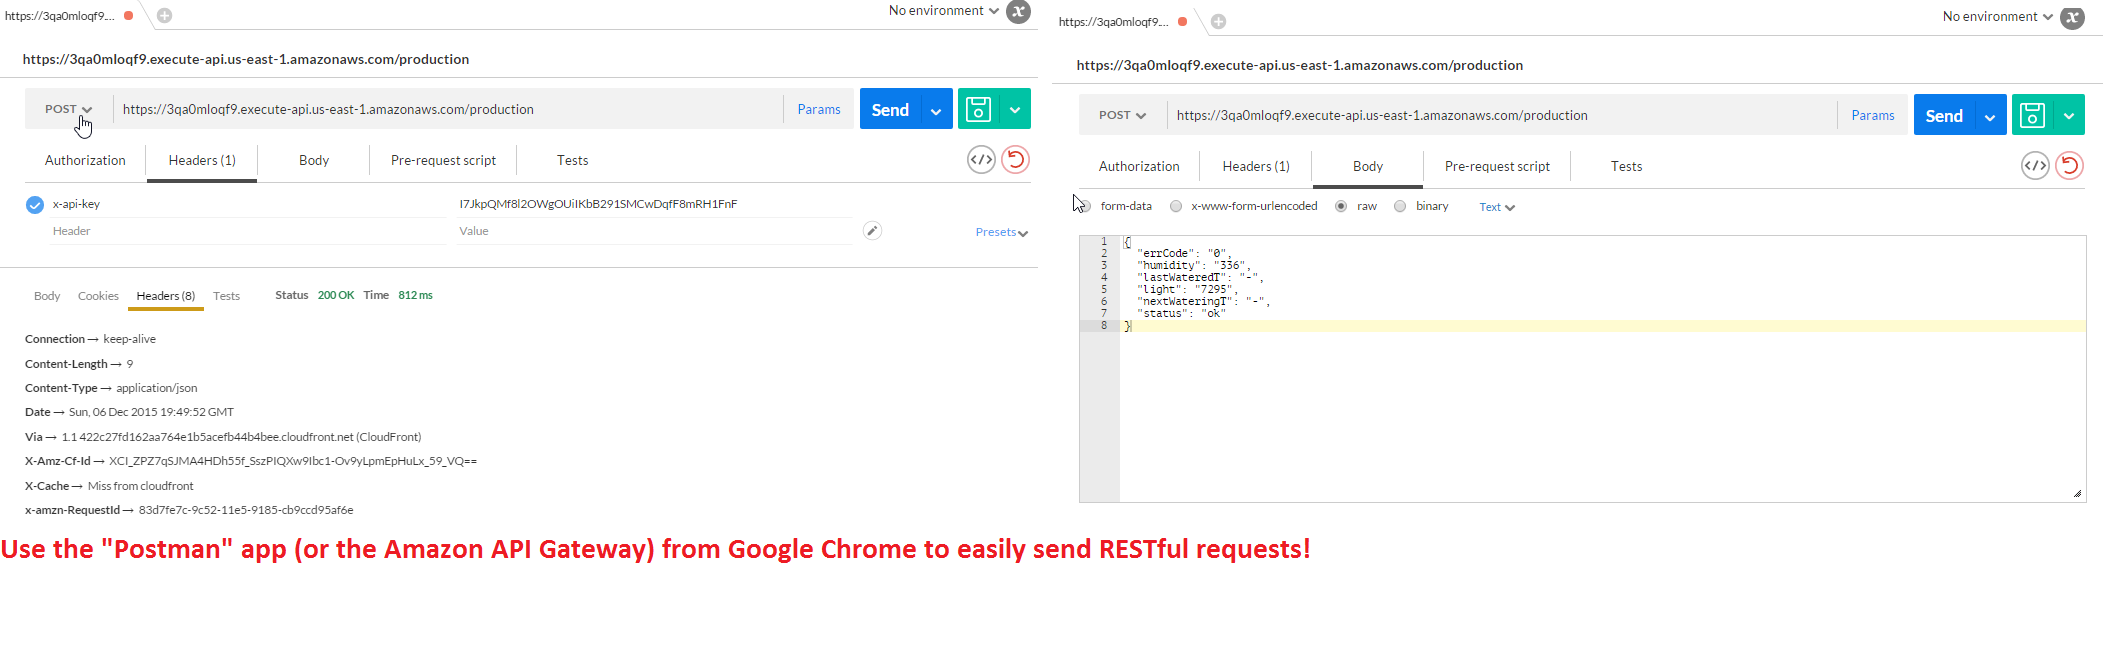 https://3qa0mloqf9....
No environment
https://3qa0mloqf9.execute-api.us-east-1.amazonaws.com/production
POST https://3qa0mloqf9.execute-api.us-east-1.amazonaws.com/production Params Send
Authorization Headers (1) Body Pre-request script Tests
x-api-key I7JkpQMf8l2OWgOUiIKbB291SMCwDqfF8mRH1FnF
Header Value Presets
Body Cookies Headers (8) Tests Status 200 OK Time 812 ms
Connection → keep-alive
Content-Length → 9
Content-Type → application/json
Date → Sun, 06 Dec 2015 19:49:52 GMT
Via → 1.1 422c27fd162aa764e1b5acefb44b4bee.cloudfront.net (CloudFront)
X-Amz-Cf-Id → XCI_ZPZ7qSJMA4HDh55f_SszPIQXw9Ibc1-Ov9yLpmEpHuLx_59_VQ==
X-Cache → Miss from cloudfront
x-amzn-RequestId → 83d7fe7c-9c52-11e5-9185-cb9ccd95af6e
https://3qa0mloqf9....
No environment
https://3qa0mloqf9.execute-api.us-east-1.amazonaws.com/production
POST https://3qa0mloqf9.execute-api.us-east-1.amazonaws.com/production Params Send
Authorization Headers (1) Body Pre-request script Tests
form-data x-www-form-urlencoded raw binary Text
1 {
2 "errCode": "0",
3 "humidity": "336",
4 "lastWateredT": "-",
5 "light": "7295",
6 "nextWateringT": "-",
7 "status": "ok"
8 }
Use the "Postman" app (or the Amazon API Gateway) from Google Chrome to easily send RESTful requests!